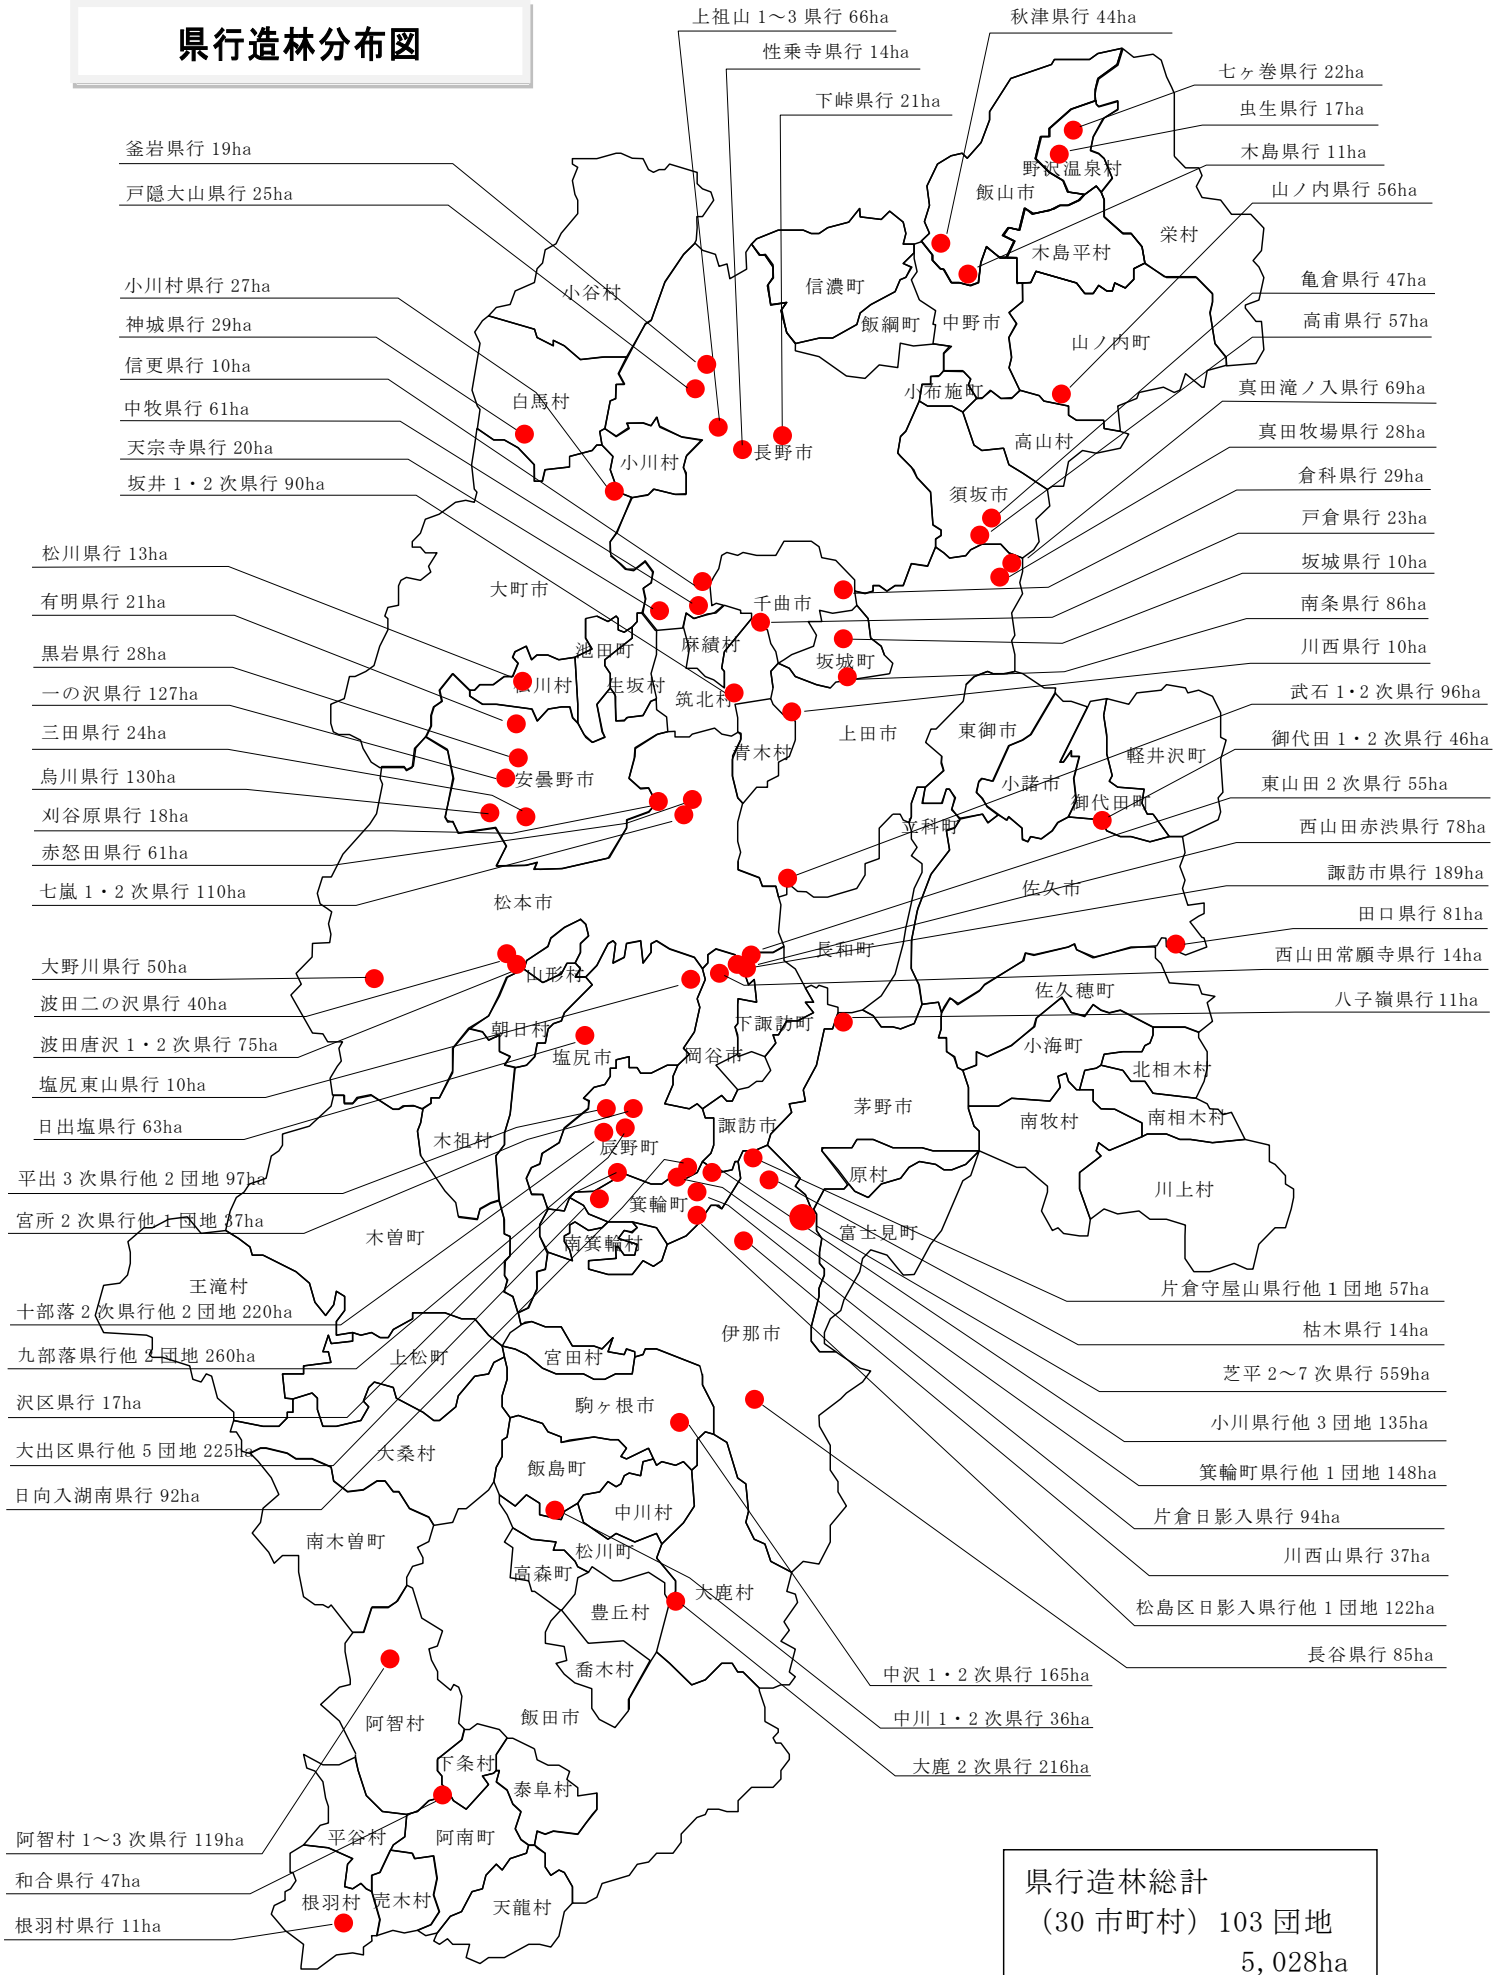 県行造林分布図
上祖山 1～3 県行 66ha
性乗寺県行 14ha
下峠県行 21ha
秋津県行 44ha
七ヶ巻県行 22ha
虫生県行 17ha
木島県行 11ha
山ノ内県行 56ha
亀倉県行 47ha
高甫県行 57ha
真田滝ノ入県行 69ha
真田牧場県行 28ha
倉科県行 29ha
戸倉県行 23ha
坂城県行 10ha
南条県行 86ha
川西県行 10ha
武石 1・2 次県行 96ha
御代田 1・2 次県行 46ha
東山田 2 次県行 55ha
西山田赤渋県行 78ha
諏訪市県行 189ha
田口県行 81ha
西山田常願寺県行 14ha
八子嶺県行 11ha
釜岩県行 19ha
戸隠大山県行 25ha
小川村県行 27ha
神城県行 29ha
信更県行 10ha
中牧県行 61ha
天宗寺県行 20ha
坂井 1・2 次県行 90ha
松川県行 13ha
有明県行 21ha
黒岩県行 28ha
一の沢県行 127ha
三田県行 24ha
烏川県行 130ha
刈谷原県行 18ha
赤怒田県行 61ha
七嵐 1・2 次県行 110ha
大野川県行 50ha
波田二の沢県行 40ha
波田唐沢 1・2 次県行 75ha
塩尻東山県行 10ha
日出塩県行 63ha
平出 3 次県行他 2 団地 97ha
宮所 2 次県行他 1 団地 37ha
十部落 2 次県行他 2 団地 220ha
九部落県行他 2 団地 260ha
沢区県行 17ha
大出区県行他 5 団地 225ha
日向入湖南県行 92ha
片倉守屋山県行他 1 団地 57ha
枯木県行 14ha
芝平 2～7 次県行 559ha
小川県行他 3 団地 135ha
箕輪町県行他 1 団地 148ha
片倉日影入県行 94ha
川西山県行 37ha
松島区日影入県行他 1 団地 122ha
長谷県行 85ha
中沢 1・2 次県行 165ha
中川 1・2 次県行 36ha
大鹿 2 次県行 216ha
阿智村 1～3 次県行 119ha
和合県行 47ha
根羽村県行 11ha
野沢温泉村
飯山市
栄村
木島平村
信濃町
飯綱町
中野市
山ノ内町
小谷村
白馬村
小布施町
高山村
小川村
長野市
須坂市
大町市
千曲市
池田町
麻績村
坂城町
松川村
生坂村
筑北村
青木村
上田市
東御市
小諸市
軽井沢町
御代田町
安曇野市
立科町
佐久市
松本市
長和町
山形村
佐久穂町
朝日村
塩尻市
岡谷市
下諏訪町
小海町
北相木村
南牧村
南相木村
茅野市
諏訪市
木祖村
辰野町
原村
川上村
箕輪町
南箕輪村
富士見町
木曽町
王滝村
伊那市
上松町
宮田村
駒ヶ根市
大桑村
飯島町
中川村
南木曽町
松川町
高森町
大鹿村
豊丘村
喬木村
飯田市
阿智村
下条村
泰阜村
平谷村
阿南町
根羽村
売木村
天龍村
県行造林総計
（30 市町村）103 団地
5,028ha